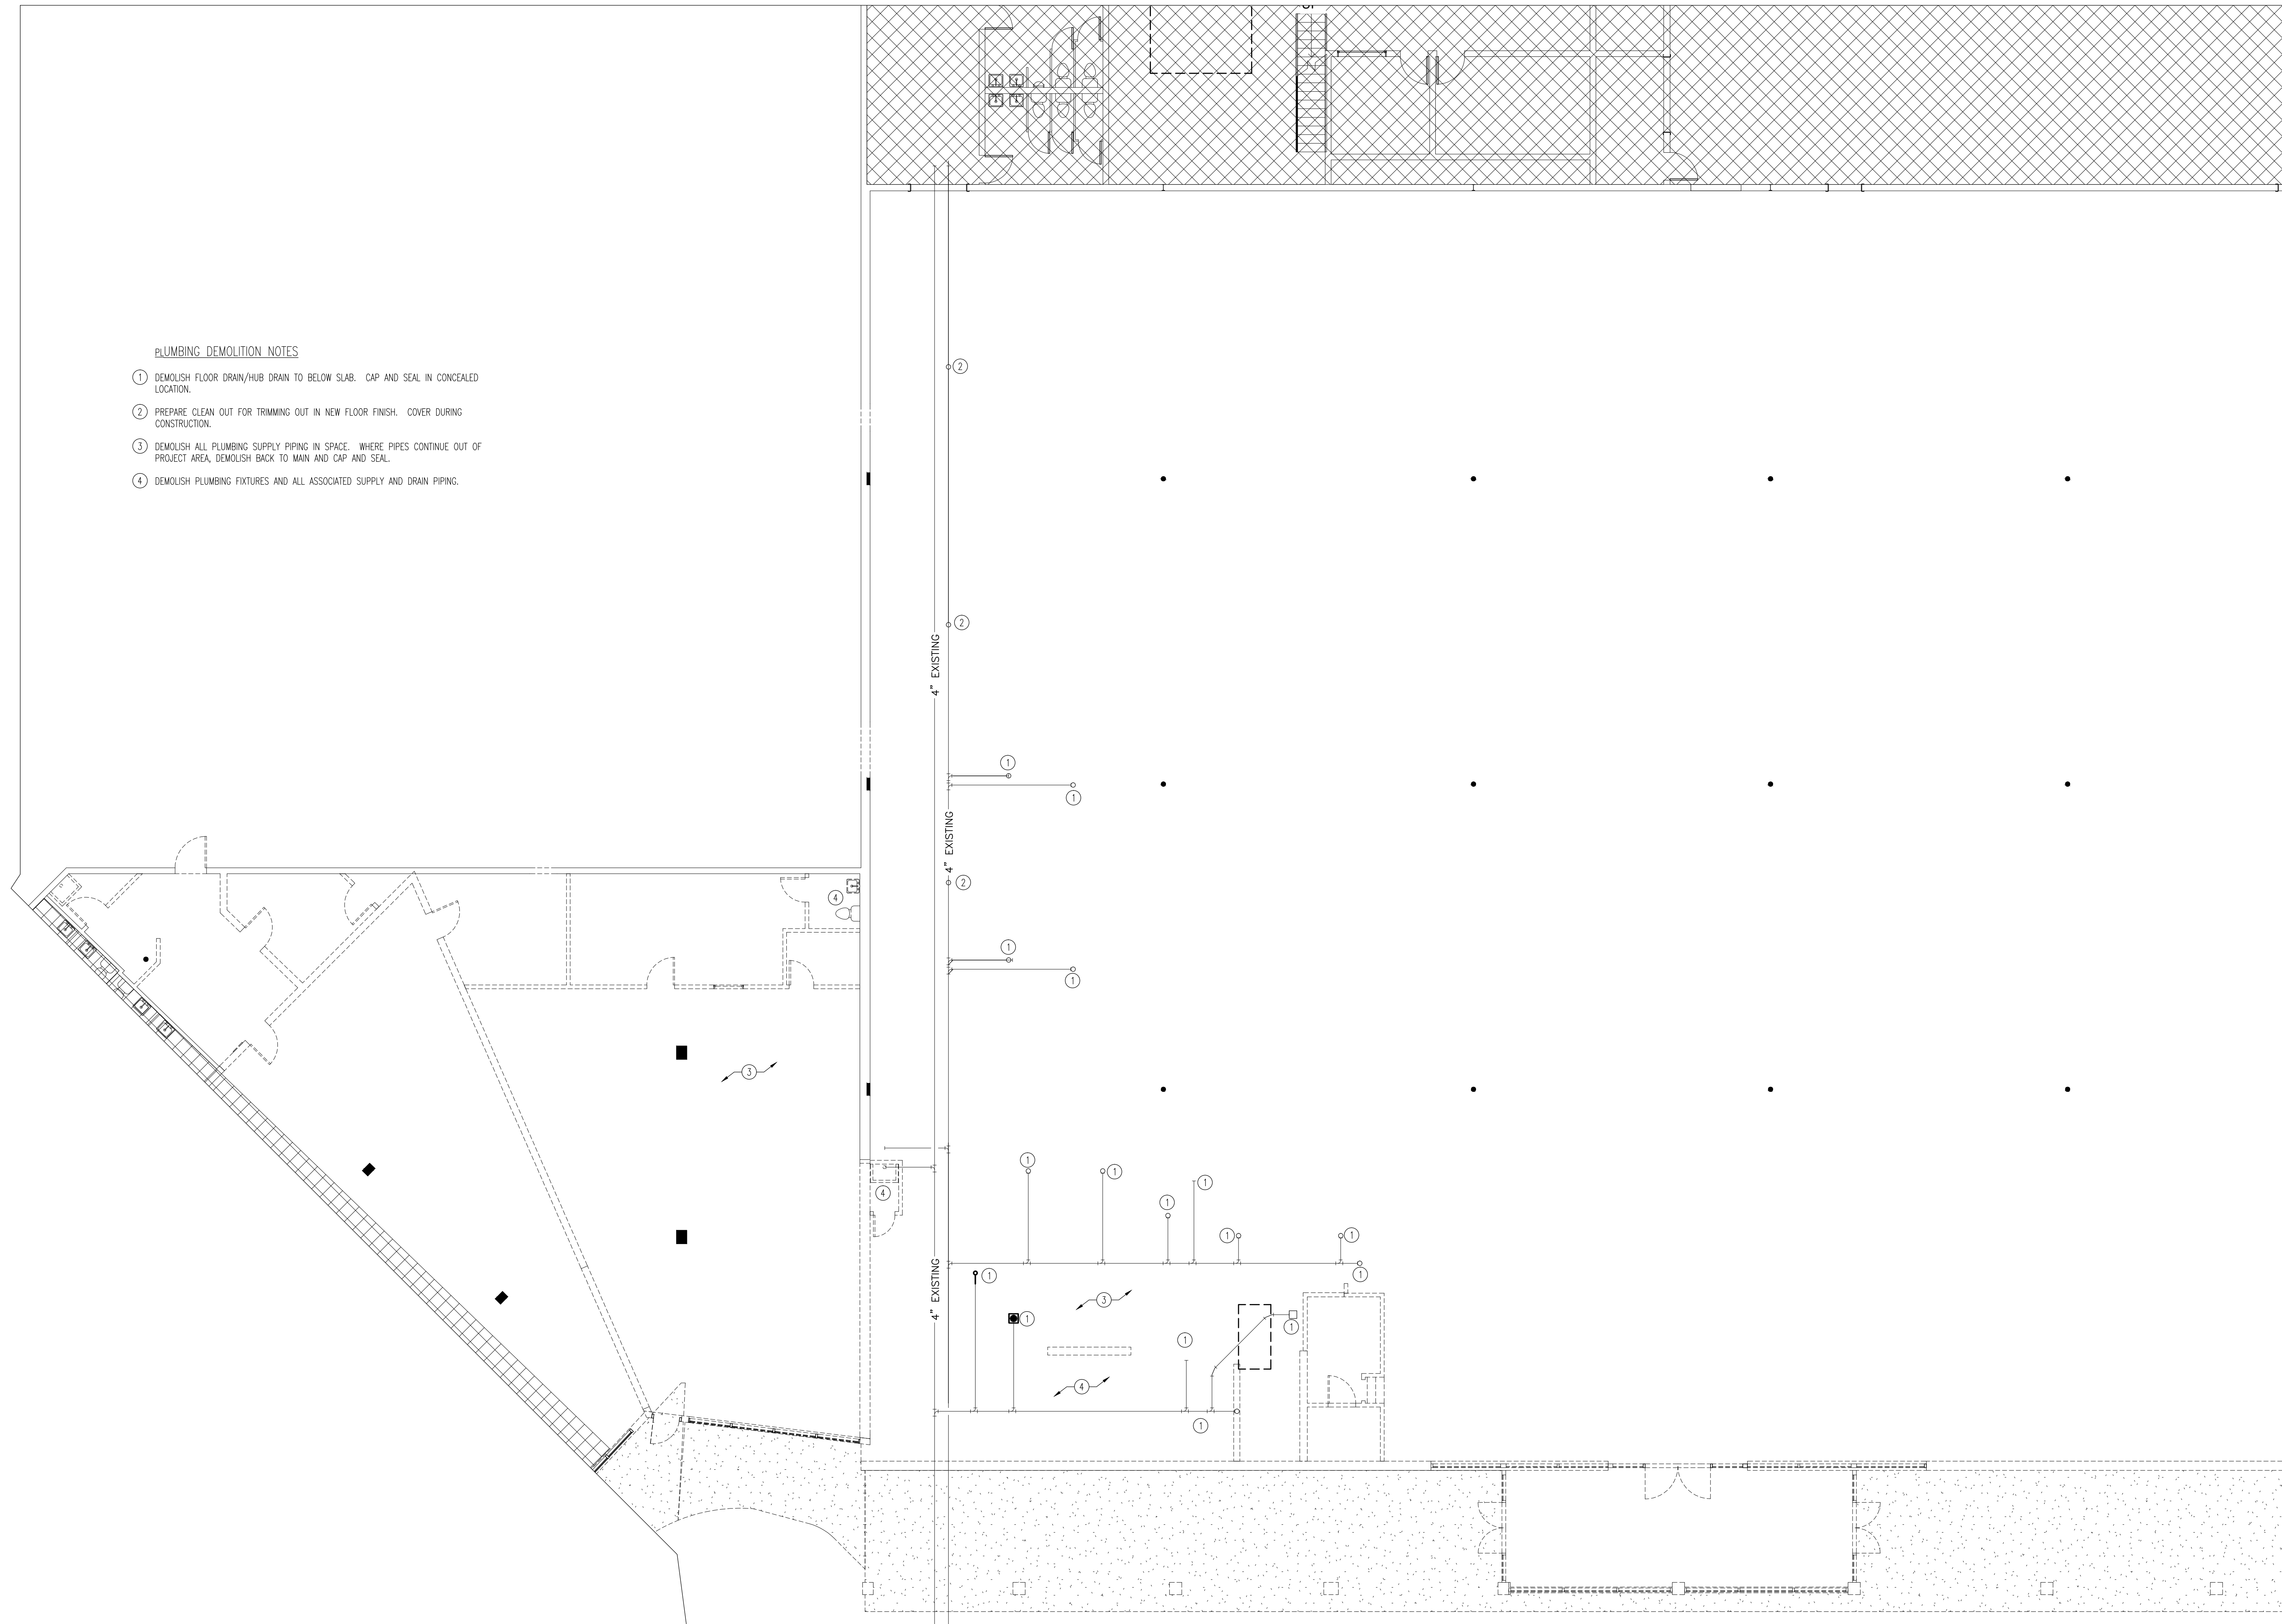 PLUMBING DEMOLITION NOTES
1 DEMOLISH FLOOR DRAIN/HUB DRAIN TO BELOW SLAB. CAP AND SEAL IN CONCEALED
LOCATION.
2 PREPARE CLEAN OUT FOR TRIMMING OUT IN NEW FLOOR FINISH. COVER DURING
CONSTRUCTION.
3 DEMOLISH ALL PLUMBING SUPPLY PIPING IN SPACE. WHERE PIPES CONTINUE OUT OF
PROJECT AREA, DEMOLISH BACK TO MAIN AND CAP AND SEAL.
4 DEMOLISH PLUMBING FIXTURES AND ALL ASSOCIATED SUPPLY AND DRAIN PIPING.
2
2
4" EXISTING
1
1
4" EXISTING
2
4
1
1
3
1
1
4
1
1
1
1
1
1
4" EXISTING
3
1
1
1
4
1